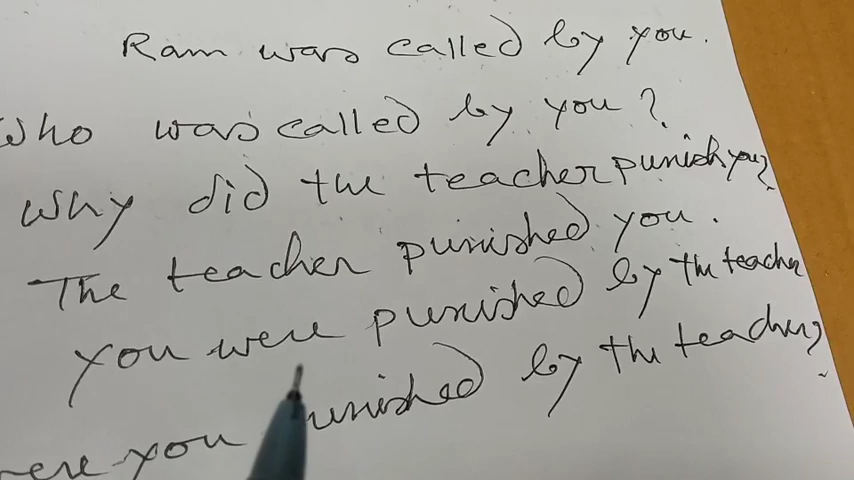 Ram was called by you.
Who was called by you?
Why did the teacher punish you?
The teacher punished you.
You were punished by the teacher
you punished by the teacher?